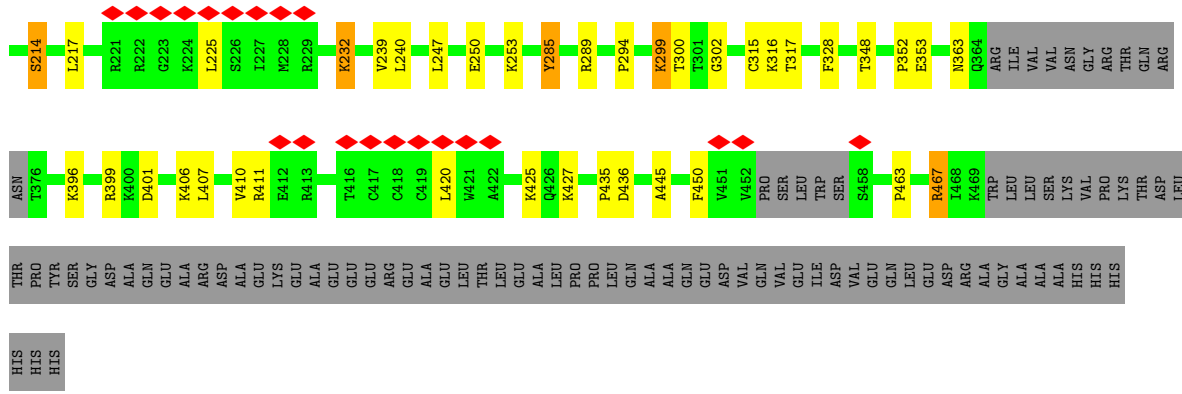 S214 L217 R221 R222 G223 K224 L225 S226 I227 M228 R229 K232 V239 L240 L247 E250 K253 Y285 R289 P294 K299 T300 T301 G302 C315 K316 T317 F328 T348 P352 E353 N363 Q364 ARG ILE VAL VAL ASN GLY ARG THR GLN ARG
ASN T376 K396 R399 K400 D401 K406 L407 V410 R411 E412 R413 T416 C417 C418 C419 L420 W421 A422 K425 Q426 K427 P435 D436 A445 F450 V451 V452 PRO SER LEU TRP SER S458 P463 R467 I468 K469 TRP LEU LEU SER LYS VAL PRO LYS THR ASP LEU
THR PRO TYR SER GLY ASP ALA GLN GLU ALA ARG ASP ALA GLU LYS GLU ALA GLU GLU ARG GLU ALA GLU LEU THR LEU GLU ALA LEU PRO PRO LEU GLN ALA ALA GLN GLU ASP VAL GLN VAL GLU ILE ASP VAL GLU GLN LEU GLU ASP ARG ALA GLY ALA ALA ALA HIS HIS HIS
HIS HIS HIS